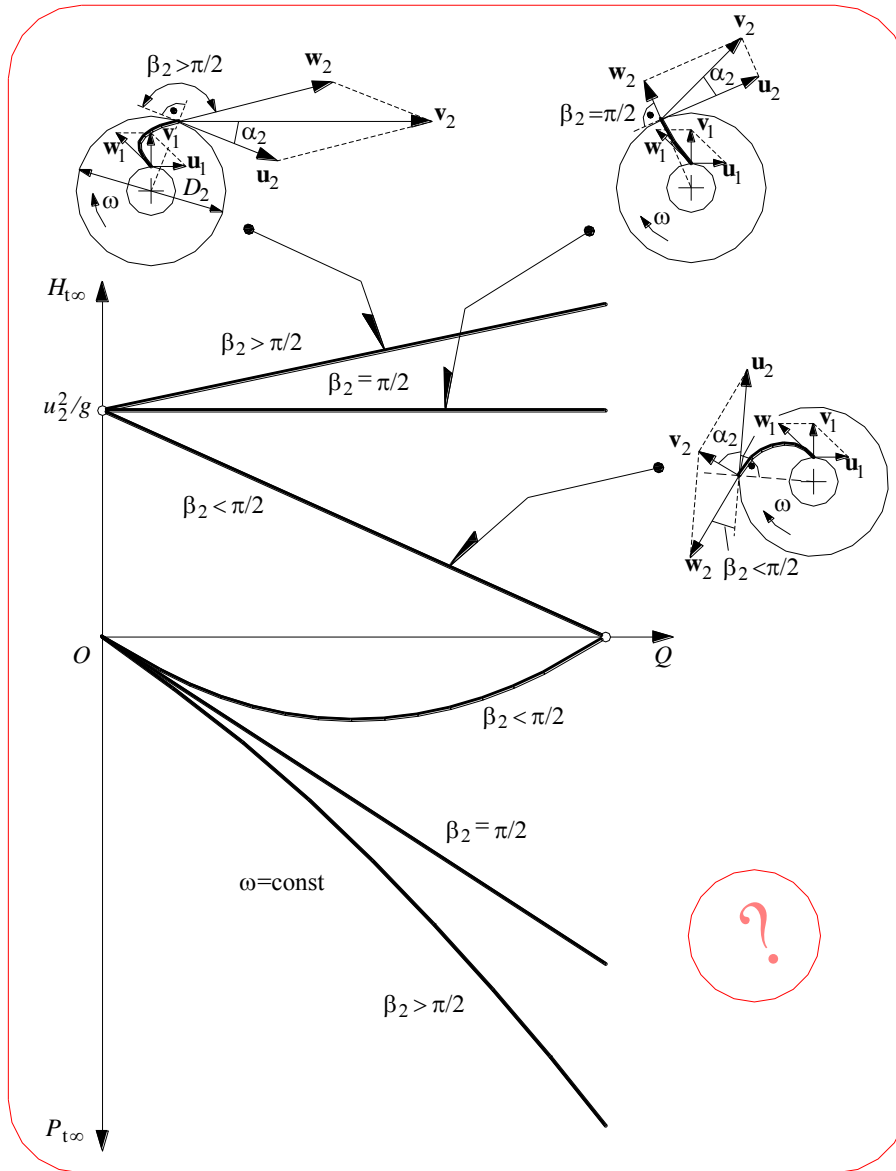 β₂ > π/2
w₂
v₂
α₂
u₂
v₁
w₁
u₁
D₂
ω
v₂
w₂
α₂
u₂
β₂ = π/2
v₁
w₁
u₁
ω
Hₜ∞
β₂ > π/2
β₂ = π/2
u₂²/g
β₂ < π/2
u₂
v₂
α₂
w₁
v₁
u₁
ω
w₂
β₂ < π/2
O
Q
β₂ < π/2
β₂ = π/2
ω=const
β₂ > π/2
?
Pₜ∞